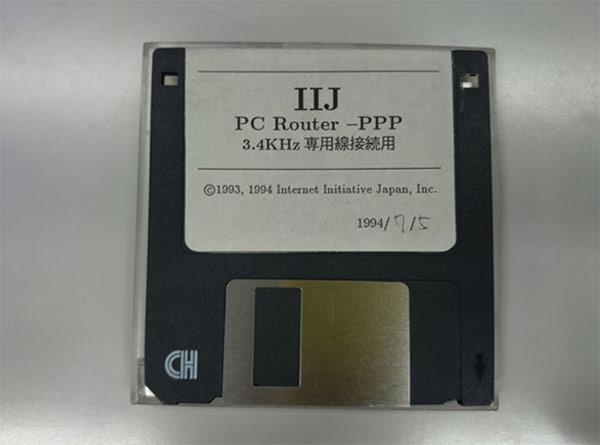 IIJ
PC Router –PPP
3.4KHz 専用線接続用
©1993, 1994 Internet Initiative Japan, Inc.
1994/7/5
CH